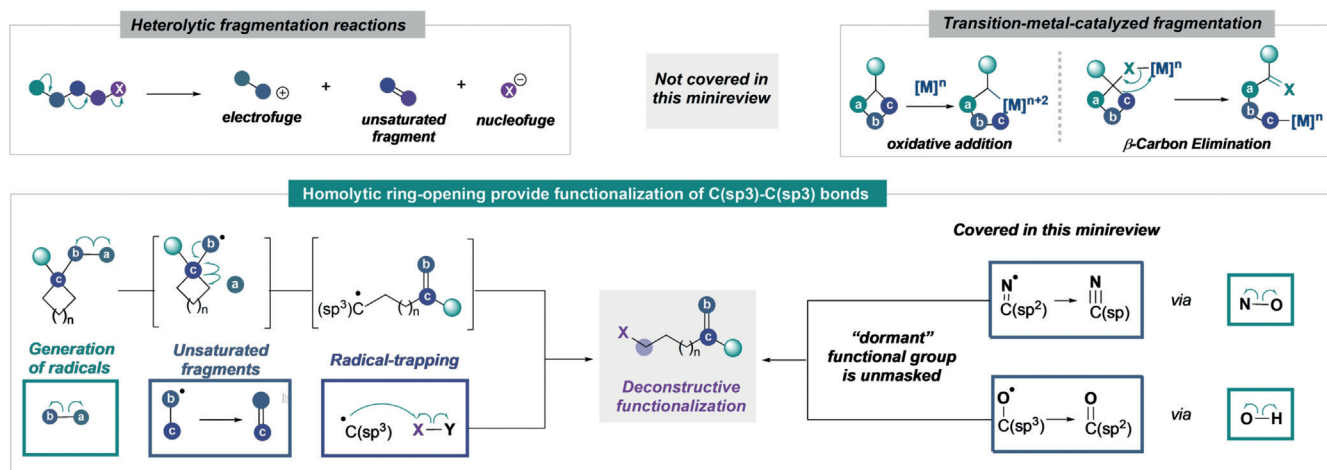 Heterolytic fragmentation reactions
X
⊕
+
+
X
⊖
electrofuge
unsaturated
fragment
nucleofuge
Not covered in
this minireview
Transition-metal-catalyzed fragmentation
a
b
c
[M]ⁿ
a
b
c
[M]ⁿ⁺²
oxidative addition
X
[M]ⁿ
a
b
c
a
X
b
c
[M]ⁿ
β-Carbon Elimination
Homolytic ring-opening provide functionalization of C(sp3)-C(sp3) bonds
b
a
c
( )n
b •
c
a
( )n
b
c
•
(sp³)C
( )n
Generation
of radicals
b
a
Unsaturated
fragments
b •
c
c
Radical-trapping
•
C(sp³)
X–Y
b
X
c
( )n
Deconstructive
functionalization
Covered in this minireview
"dormant"
functional group
is unmasked
N •
C(sp²)
N
C(sp)
via
N–O
O •
C(sp³)
O
C(sp²)
via
O–H